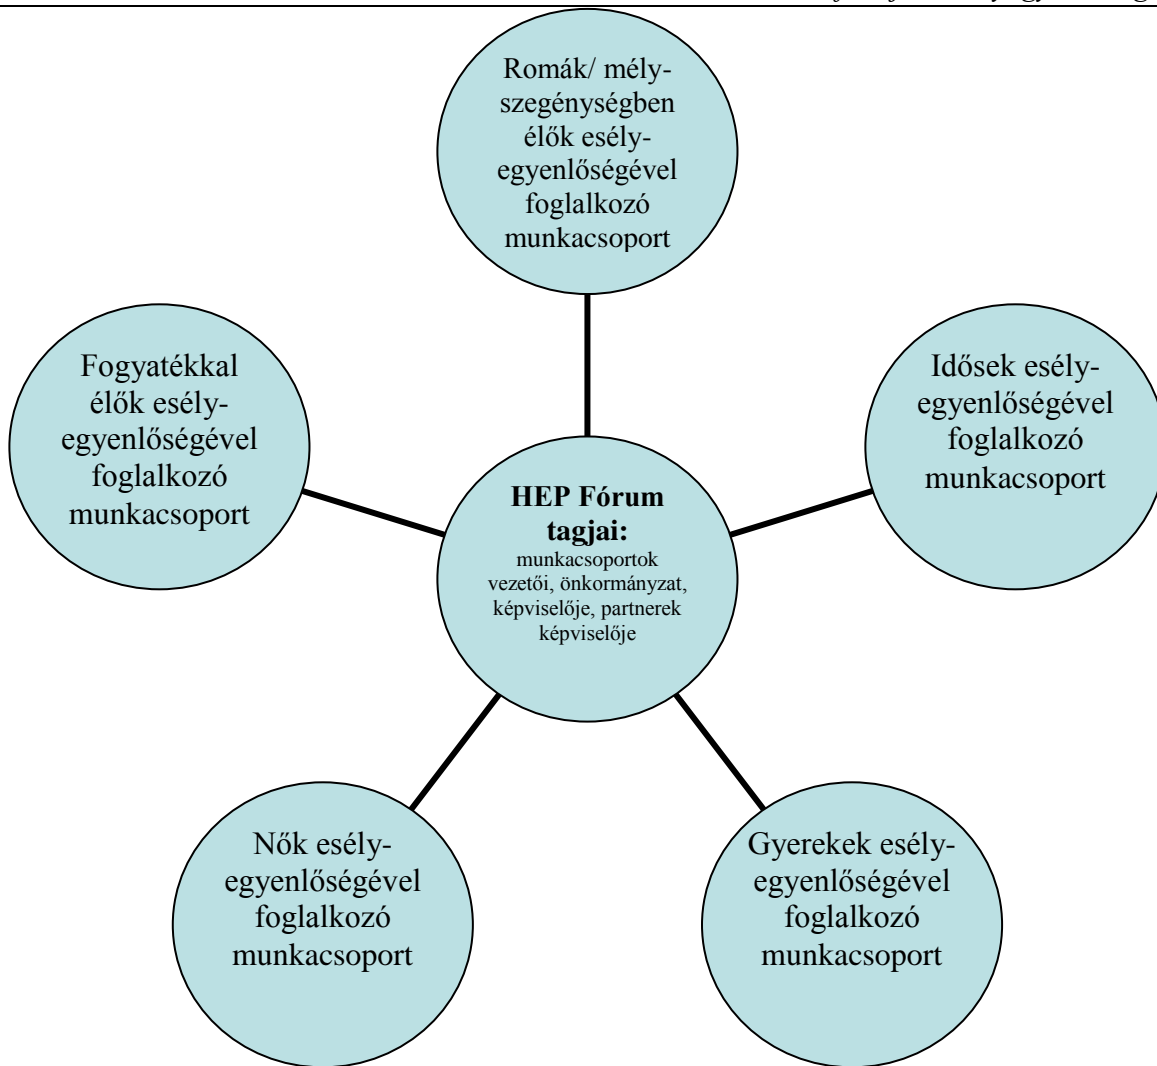 Romák/ mély-
szegénységben
élők esély-
egyenlőségével
foglalkozó
munkacsoport
Fogyatékkal
élők esély-
egyenlőségével
foglalkozó
munkacsoport
Idősek esély-
egyenlőségével
foglalkozó
munkacsoport
HEP Fórum
tagjai:
munkacsoportok
vezetői, önkormányzat,
képviselője, partnerek
képviselője
Nők esély-
egyenlőségével
foglalkozó
munkacsoport
Gyerekek esély-
egyenlőségével
foglalkozó
munkacsoport